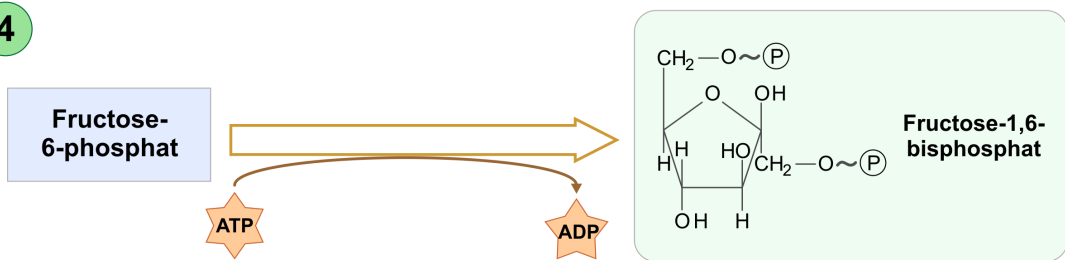 4
Fructose-
6-phosphat
ATP
ADP
CH₂—O~Ⓟ
O
OH
H
H
HO
CH₂—O~Ⓟ
OH
H
Fructose-1,6-
bisphosphat